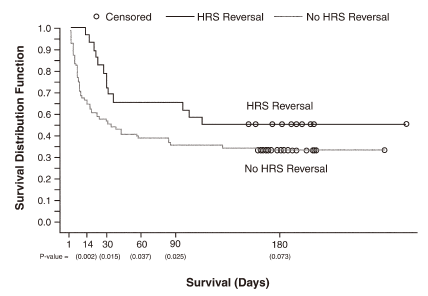 Censored HRS Reversal No HRS Reversal
Survival Distribution Function
1.0
0.9
0.8
0.7
0.6
0.5
0.4
0.3
0.2
0.1
0.0
HRS Reversal
No HRS Reversal
1 14 30 60 90 180
P-value = (0.002) (0.015) (0.037) (0.025) (0.073)
Survival (Days)